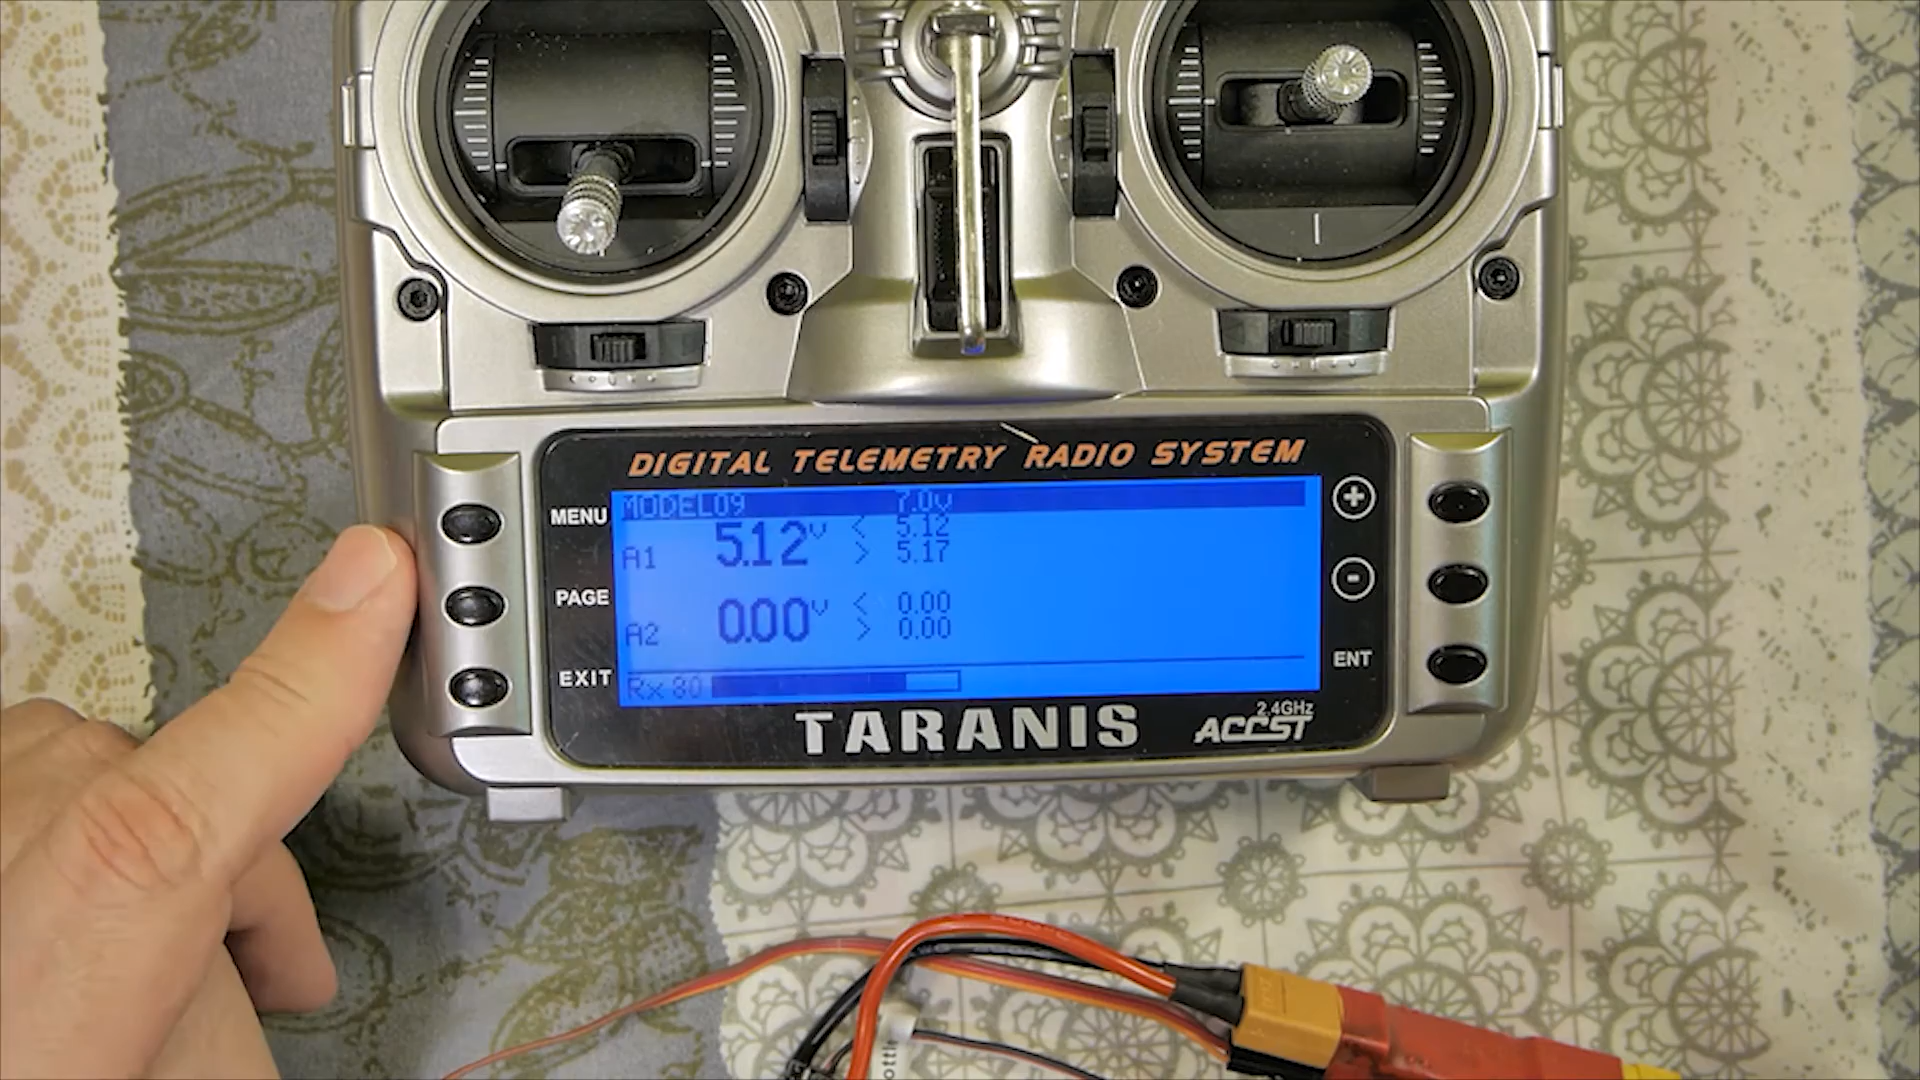 DIGITAL TELEMETRY RADIO SYSTEM
MENU
PAGE
EXIT
MODEL09 7.0v
A1 5.12v < 5.12
> 5.17
A2 0.00v < 0.00
> 0.00
Rx 80
+
-
ENT
TARANIS
2.4GHz
ACCST